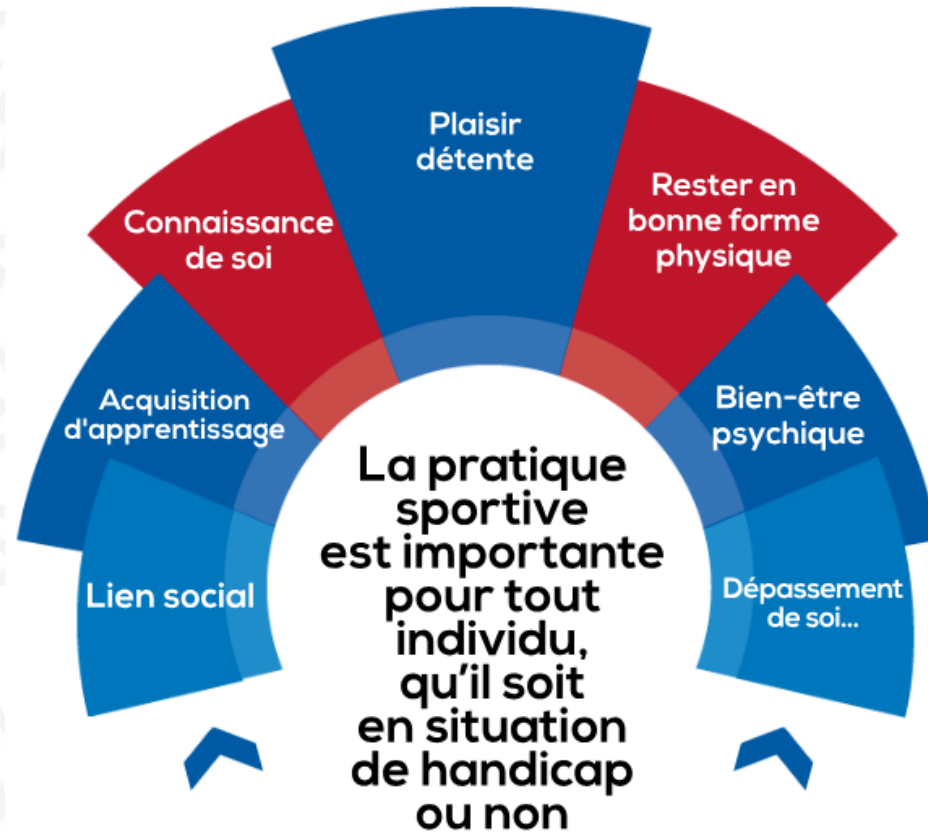 Plaisir
détente
Connaissance
de soi
Rester en
bonne forme
physique
Acquisition
d'apprentissage
Bien-être
psychique
Lien social
Dépassement
de soi...
La pratique
sportive
est importante
pour tout
individu,
qu'il soit
en situation
de handicap
ou non